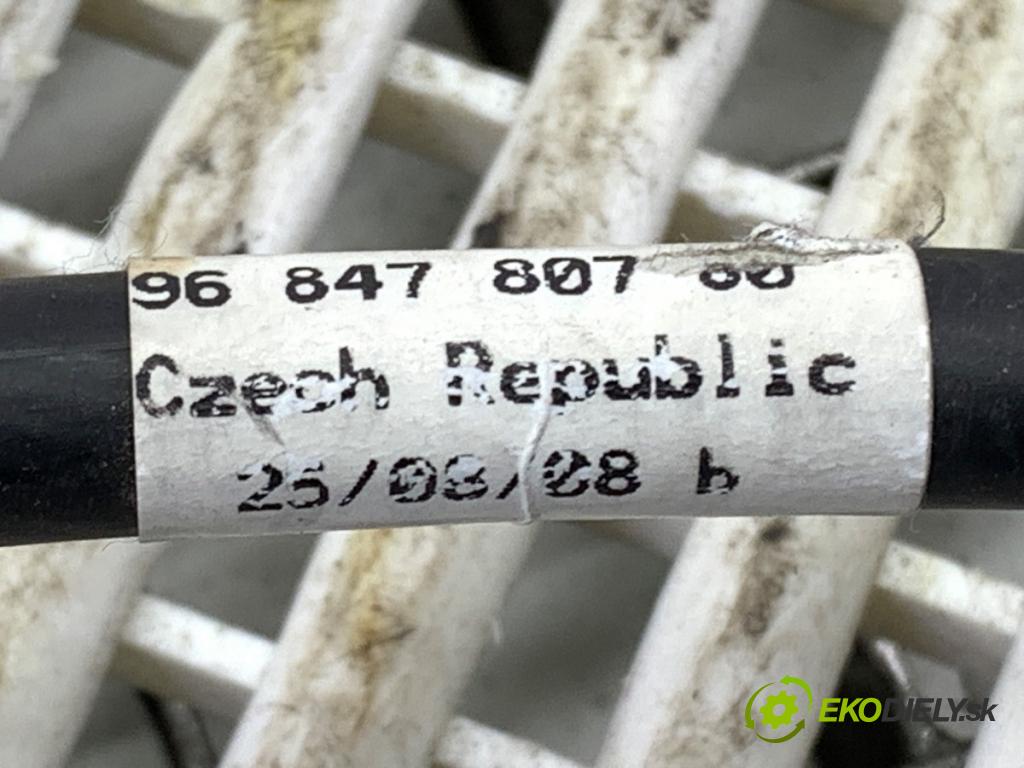 96 847 807 80
Czech Republic
25/08/08 b
EKODIELY.sk